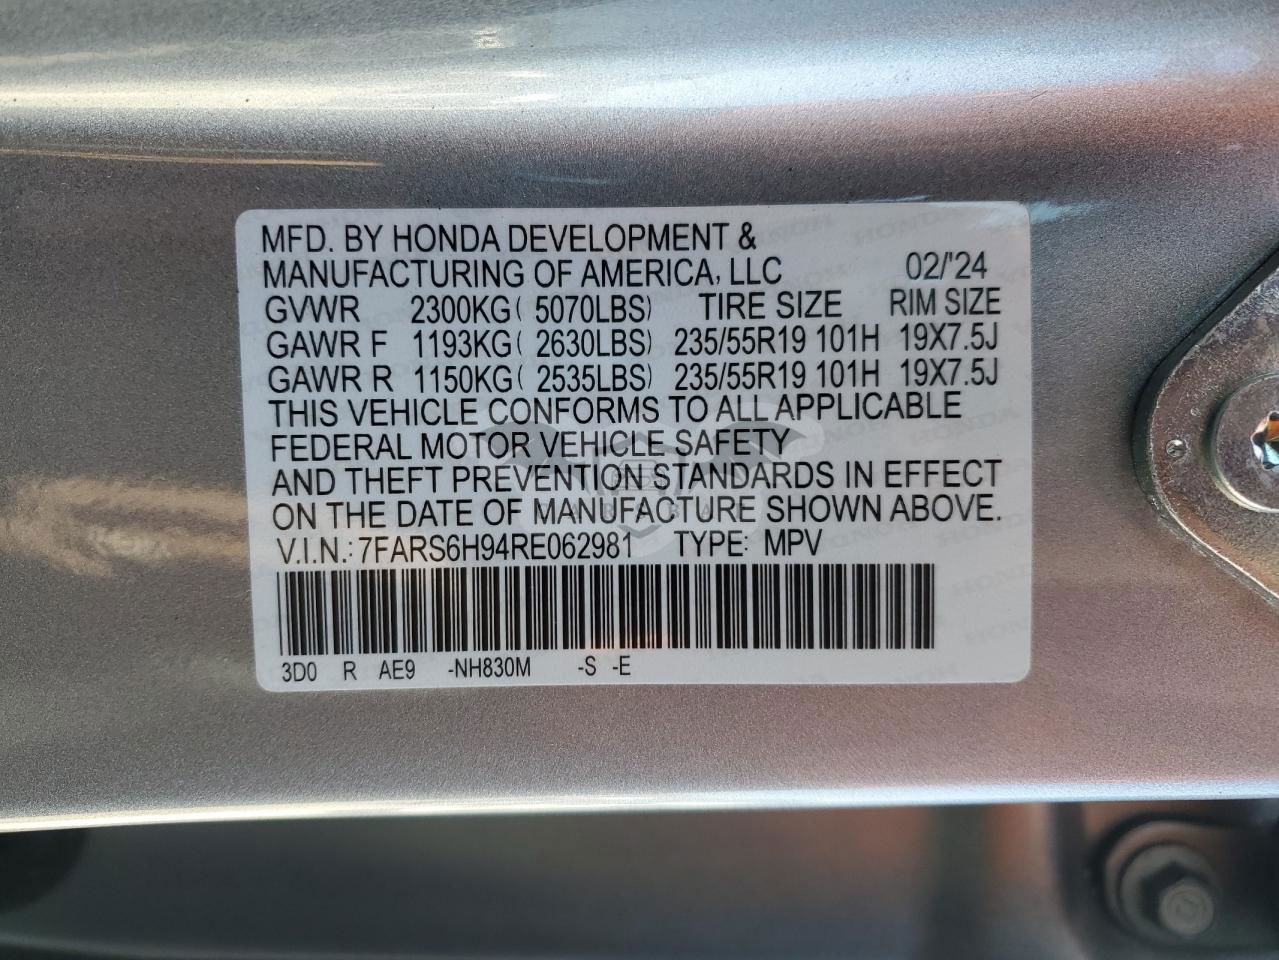 MFD. BY HONDA DEVELOPMENT &
MANUFACTURING OF AMERICA, LLC 02/'24
GVWR 2300KG( 5070LBS) TIRE SIZE RIM SIZE
GAWR F 1193KG( 2630LBS) 235/55R19 101H 19X7.5J
GAWR R 1150KG( 2535LBS) 235/55R19 101H 19X7.5J
THIS VEHICLE CONFORMS TO ALL APPLICABLE
FEDERAL MOTOR VEHICLE SAFETY
AND THEFT PREVENTION STANDARDS IN EFFECT
ON THE DATE OF MANUFACTURE SHOWN ABOVE.
V.I.N.: 7FARS6H94RE062981 TYPE: MPV
3D0 R AE9 -NH830M -S -E